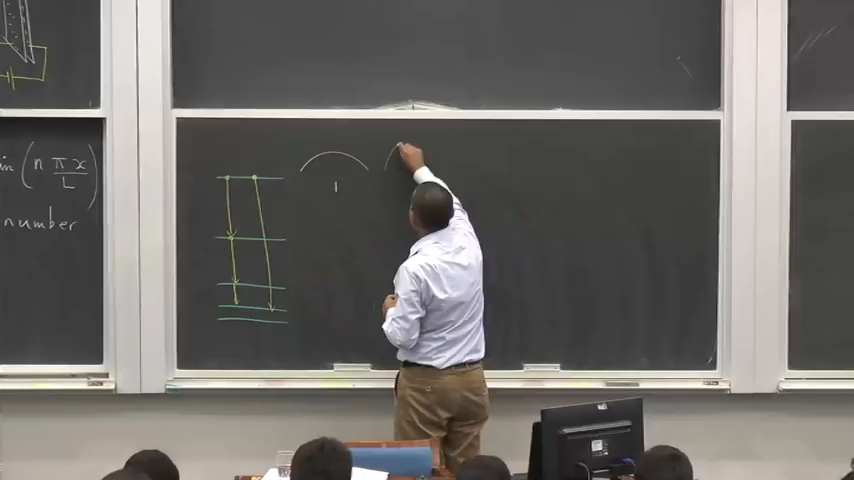 in (n πx/L)
number
1